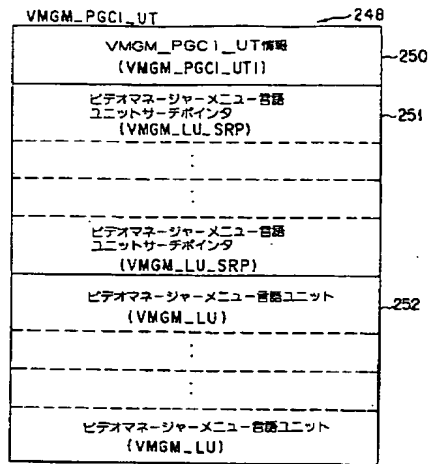 VMGM_PGCI_UT
248
VMGM_PGCI_UT情報
(VMGM_PGCI_UTI)
250
ビデオマネージャーメニュー言語
ユニットサーチポインタ
(VMGM_LU_SRP)
251
ビデオマネージャーメニュー言語
ユニットサーチポインタ
(VMGM_LU_SRP)
ビデオマネージャーメニュー言語ユニット
(VMGM_LU)
252
ビデオマネージャーメニュー言語ユニット
(VMGM_LU)